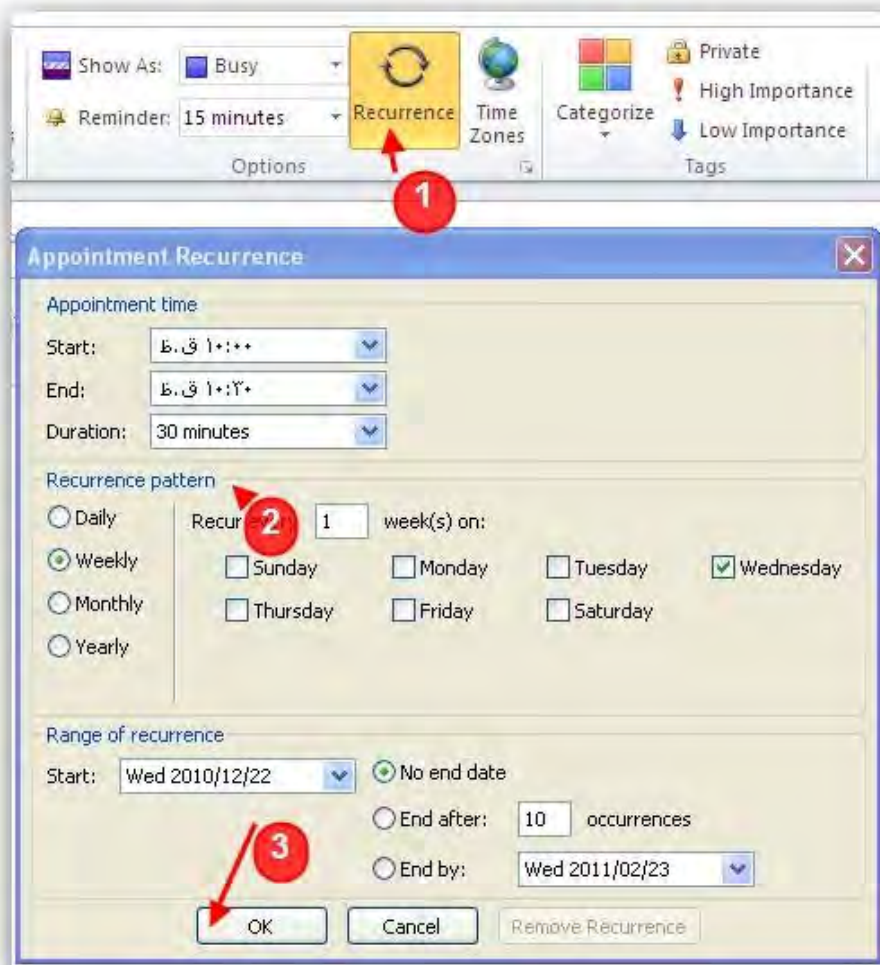 Show As: Busy
Reminder: 15 minutes
Recurrence
Time Zones
Categorize
Private
High Importance
Low Importance
Options
Tags
1
Appointment Recurrence
Appointment time
Start: ۱۰:۰۰ ق.ظ
End: ۱۰:۳۰ ق.ظ
Duration: 30 minutes
Recurrence pattern
2
Daily
Recur 1 week(s) on:
Weekly
Sunday Monday Tuesday Wednesday
Monthly
Thursday Friday Saturday
Yearly
Range of recurrence
Start: Wed 2010/12/22 No end date
End after: 10 occurrences
3
End by: Wed 2011/02/23
OK Cancel Remove Recurrence